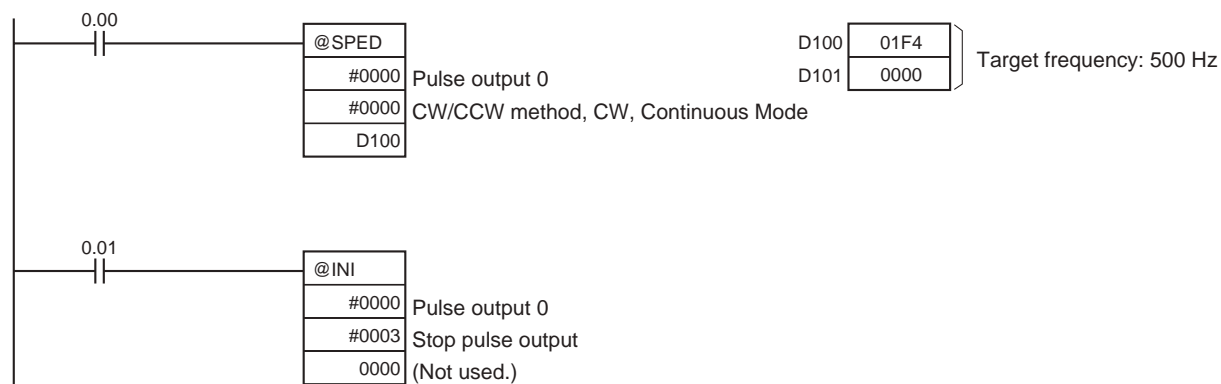 0.00
@SPED
#0000 Pulse output 0
#0000 CW/CCW method, CW, Continuous Mode
D100
D100 01F4
D101 0000
Target frequency: 500 Hz
0.01
@INI
#0000 Pulse output 0
#0003 Stop pulse output
0000 (Not used.)